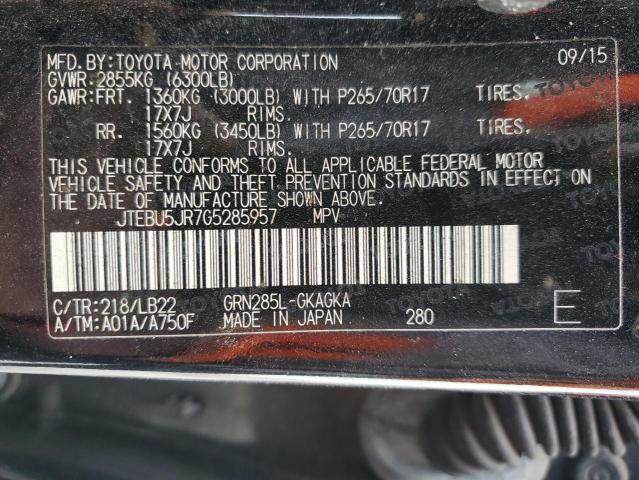 MFD.BY:TOYOTA MOTOR CORPORATION 09/15
GVWR:2855KG (6300LB)
GAWR:FRT. 1360KG (3000LB) WITH P265/70R17 TIRES.
17X7J RIMS.
RR. 1560KG (3450LB) WITH P265/70R17 TIRES.
17X7J RIMS.
THIS VEHICLE CONFORMS TO ALL APPLICABLE FEDERAL MOTOR
VEHICLE SAFETY AND THEFT PREVENTION STANDARDS IN EFFECT ON
THE DATE OF MANUFACTURE SHOWN ABOVE.
JTEBU5JR7G5285957 MPV
C/TR:218/LB22 GRN285L-GKAGKA
A/TM:A01A/A750F MADE IN JAPAN 280 E